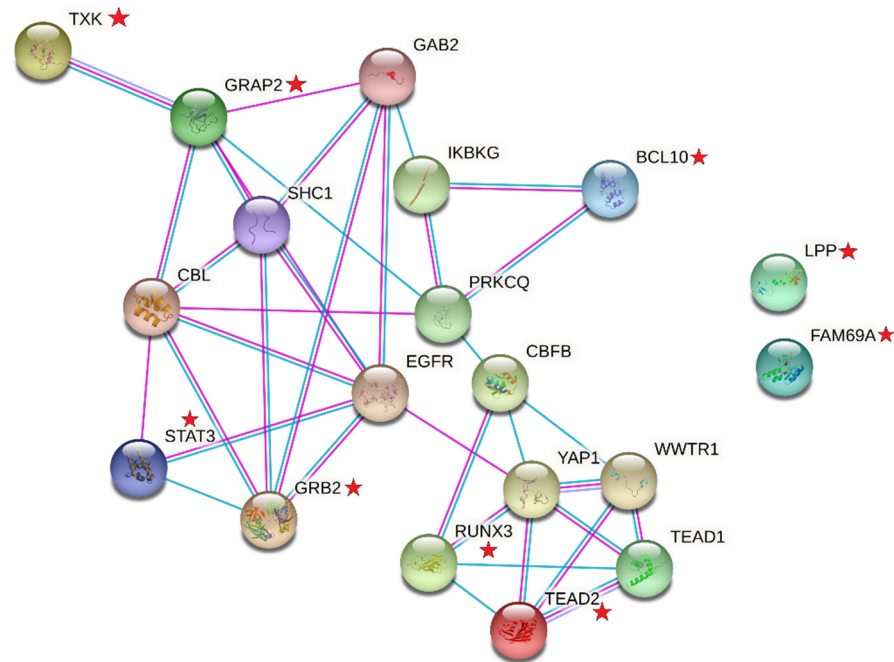 TXK
GAB2
GRAP2
IKBKG
BCL10
SHC1
LPP
CBL
PRKCQ
FAM69A
EGFR
CBFB
STAT3
YAP1
WWTR1
GRB2
RUNX3
TEAD1
TEAD2